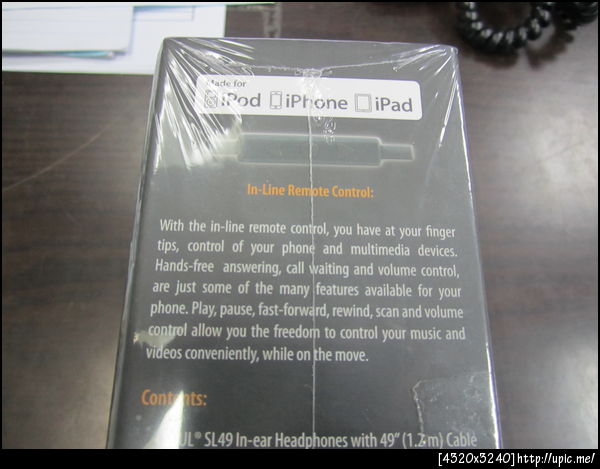 Made for
iPod iPhone iPad
In-Line Remote Control:
With the in-line remote control, you have at your finger
tips, control of your phone and multimedia devices.
Hands-free answering, call waiting and volume control,
are just some of the many features available for your
phone. Play, pause, fast-forward, rewind, scan and volume
control allow you the freedom to control your music and
videos conveniently, while on the move.
Contents:
SL49 In-ear Headphones with 49" (1.2 m) Cable
[4320x3240]http://upic.me/